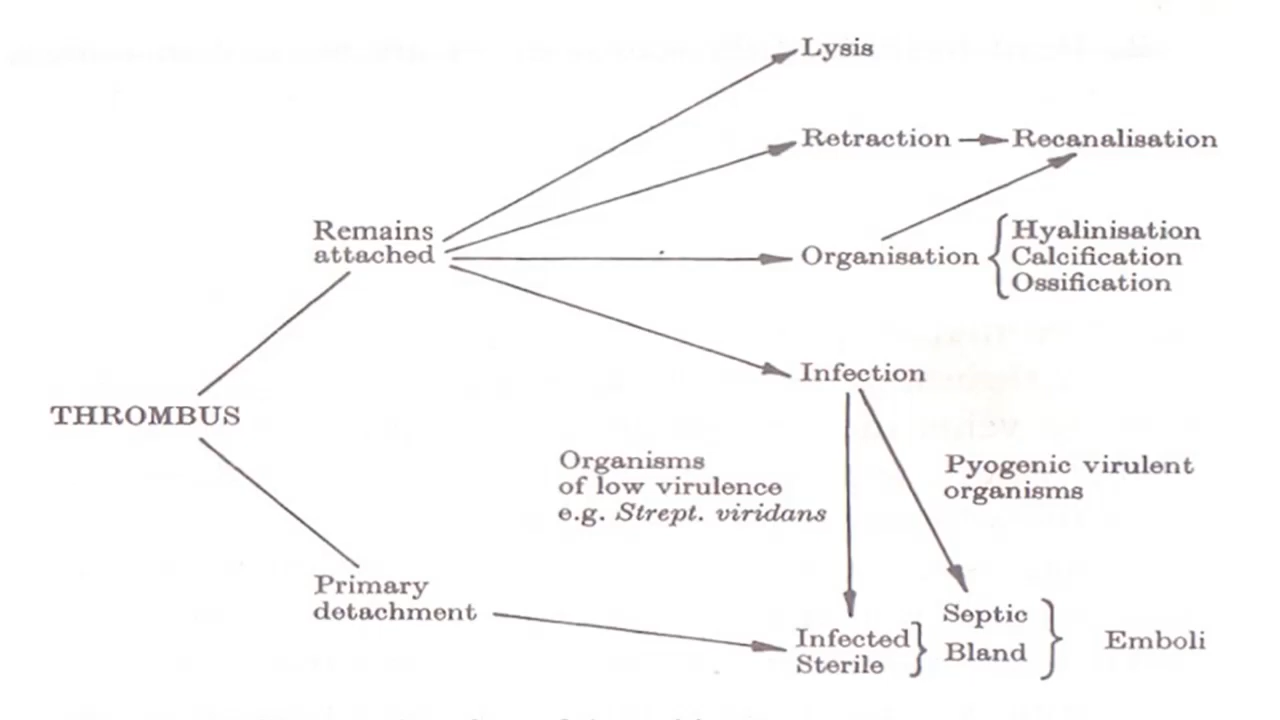 Lysis
Retraction
Recanalisation
Remains
attached
Organisation
Hyalinisation
Calcification
Ossification
Infection
THROMBUS
Organisms
of low virulence
e.g. Strept. viridans
Pyogenic virulent
organisms
Primary
detachment
Infected
Sterile
Septic
Bland
Emboli